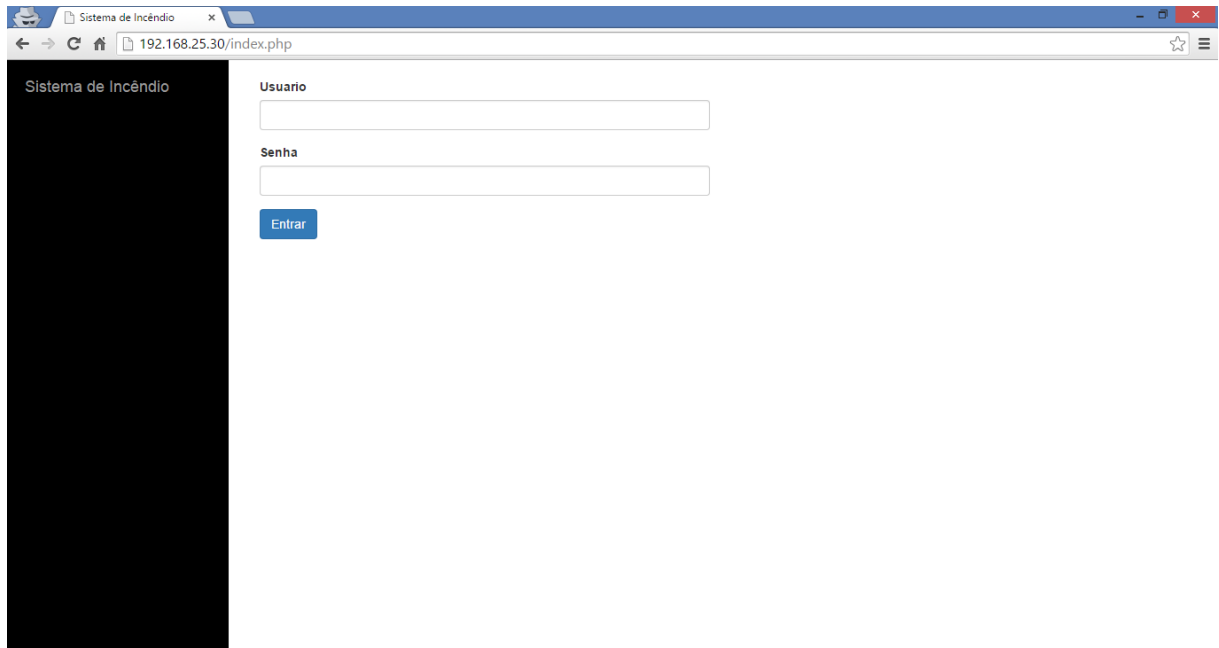 Sistema de Incêndio
192.168.25.30/index.php
Sistema de Incêndio
Usuario
Senha
Entrar